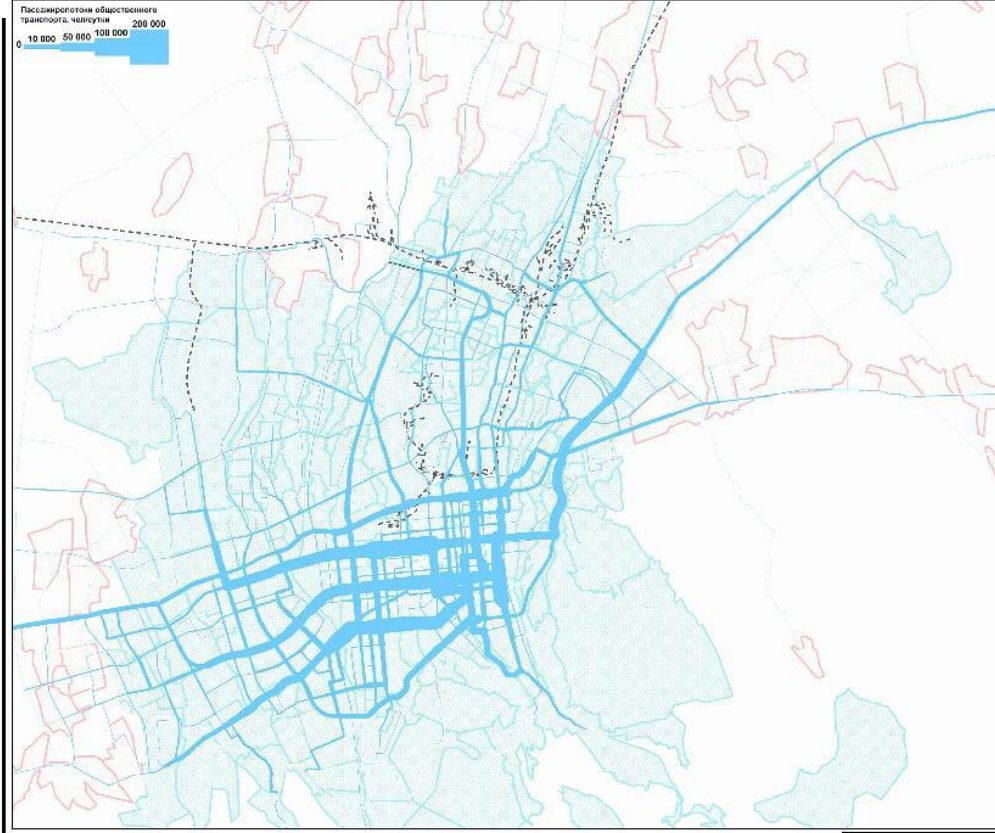 Пассажиропотоки общественного
транспорта, чел/сутки
0 10 000 50 000 100 000 200 000